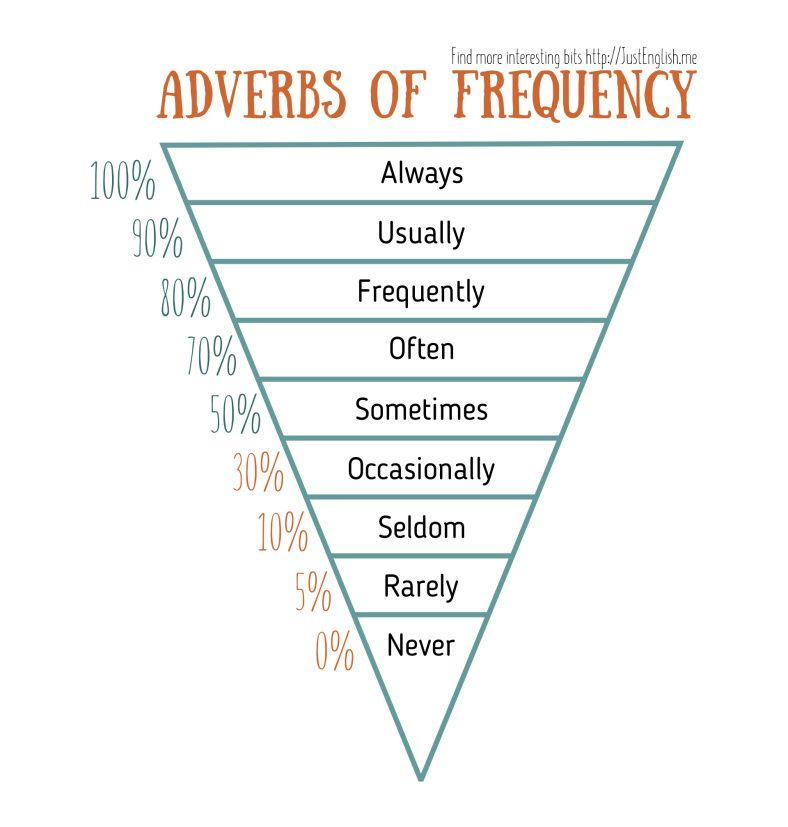 Find more interesting bits http://JustEnglish.me
ADVERBS OF FREQUENCY
100% Always
90% Usually
80% Frequently
70% Often
50% Sometimes
30% Occasionally
10% Seldom
5% Rarely
0% Never